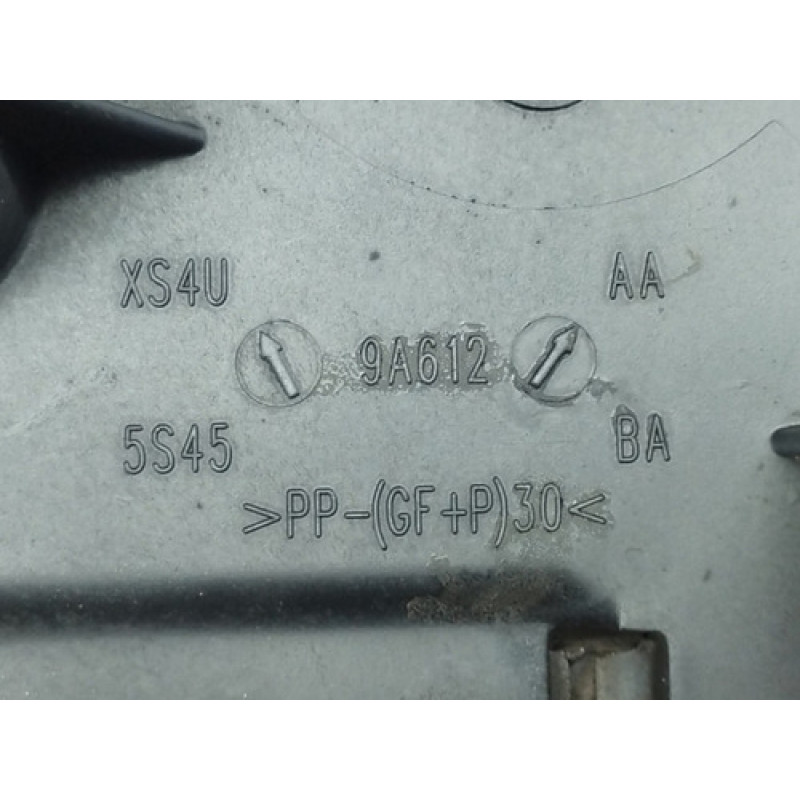 XS4U AA
9A612
5S45 BA
>PP-(GF+P)30<